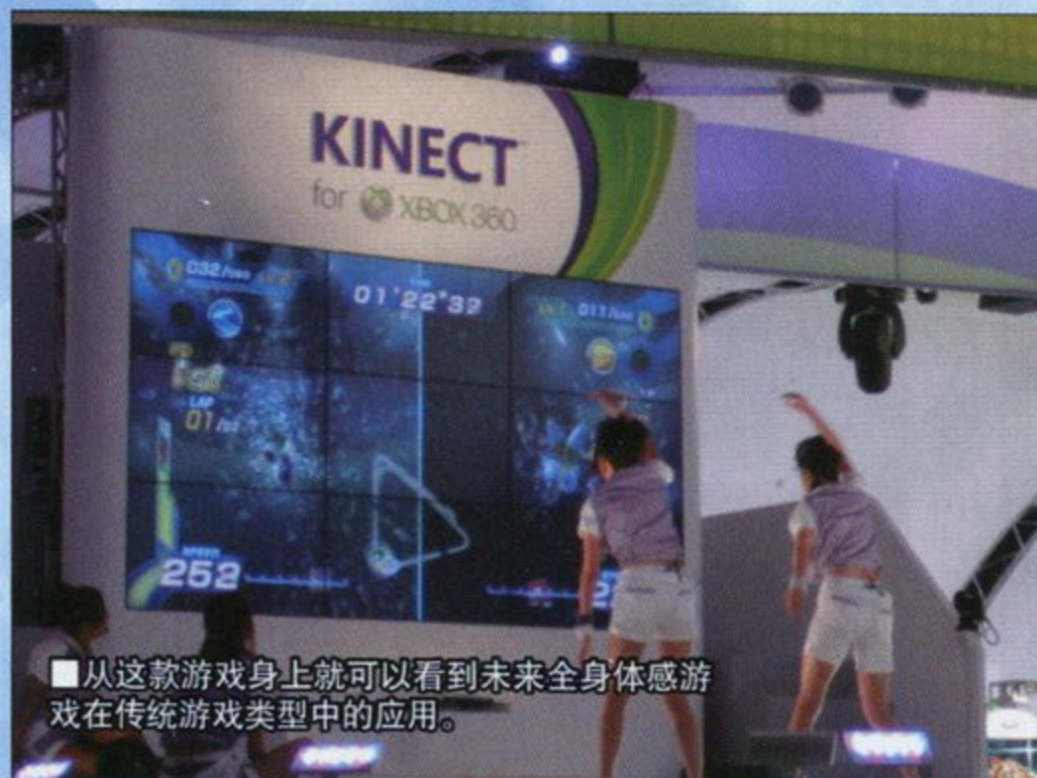 KINECT
for XBOX 360
032/
01'22"32
011/
LAP
01/
SPEED
252
■从这款游戏身上就可以看到未来全身体感游
戏在传统游戏类型中的应用。